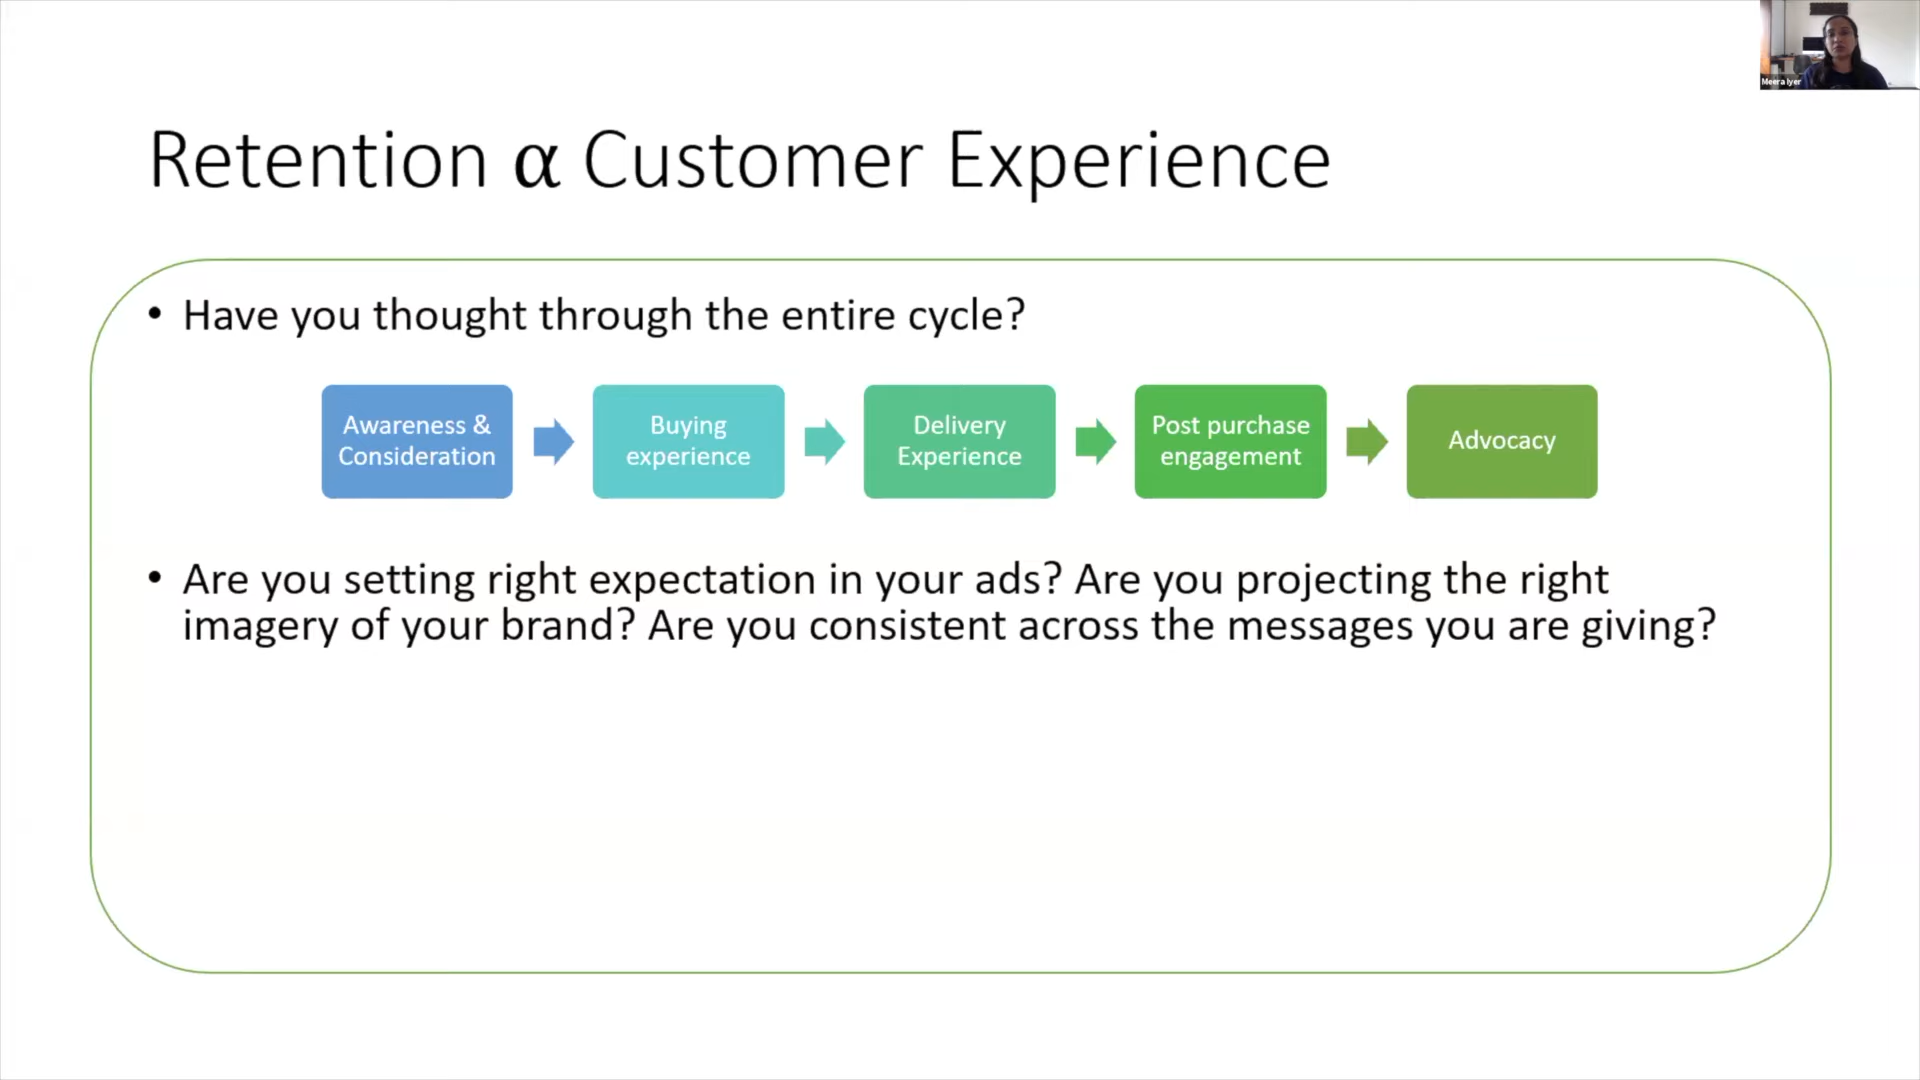 Meera Iyer
Retention α Customer Experience
• Have you thought through the entire cycle?
Awareness &
Consideration
Buying
experience
Delivery
Experience
Post purchase
engagement
Advocacy
• Are you setting right expectation in your ads? Are you projecting the right
imagery of your brand? Are you consistent across the messages you are giving?